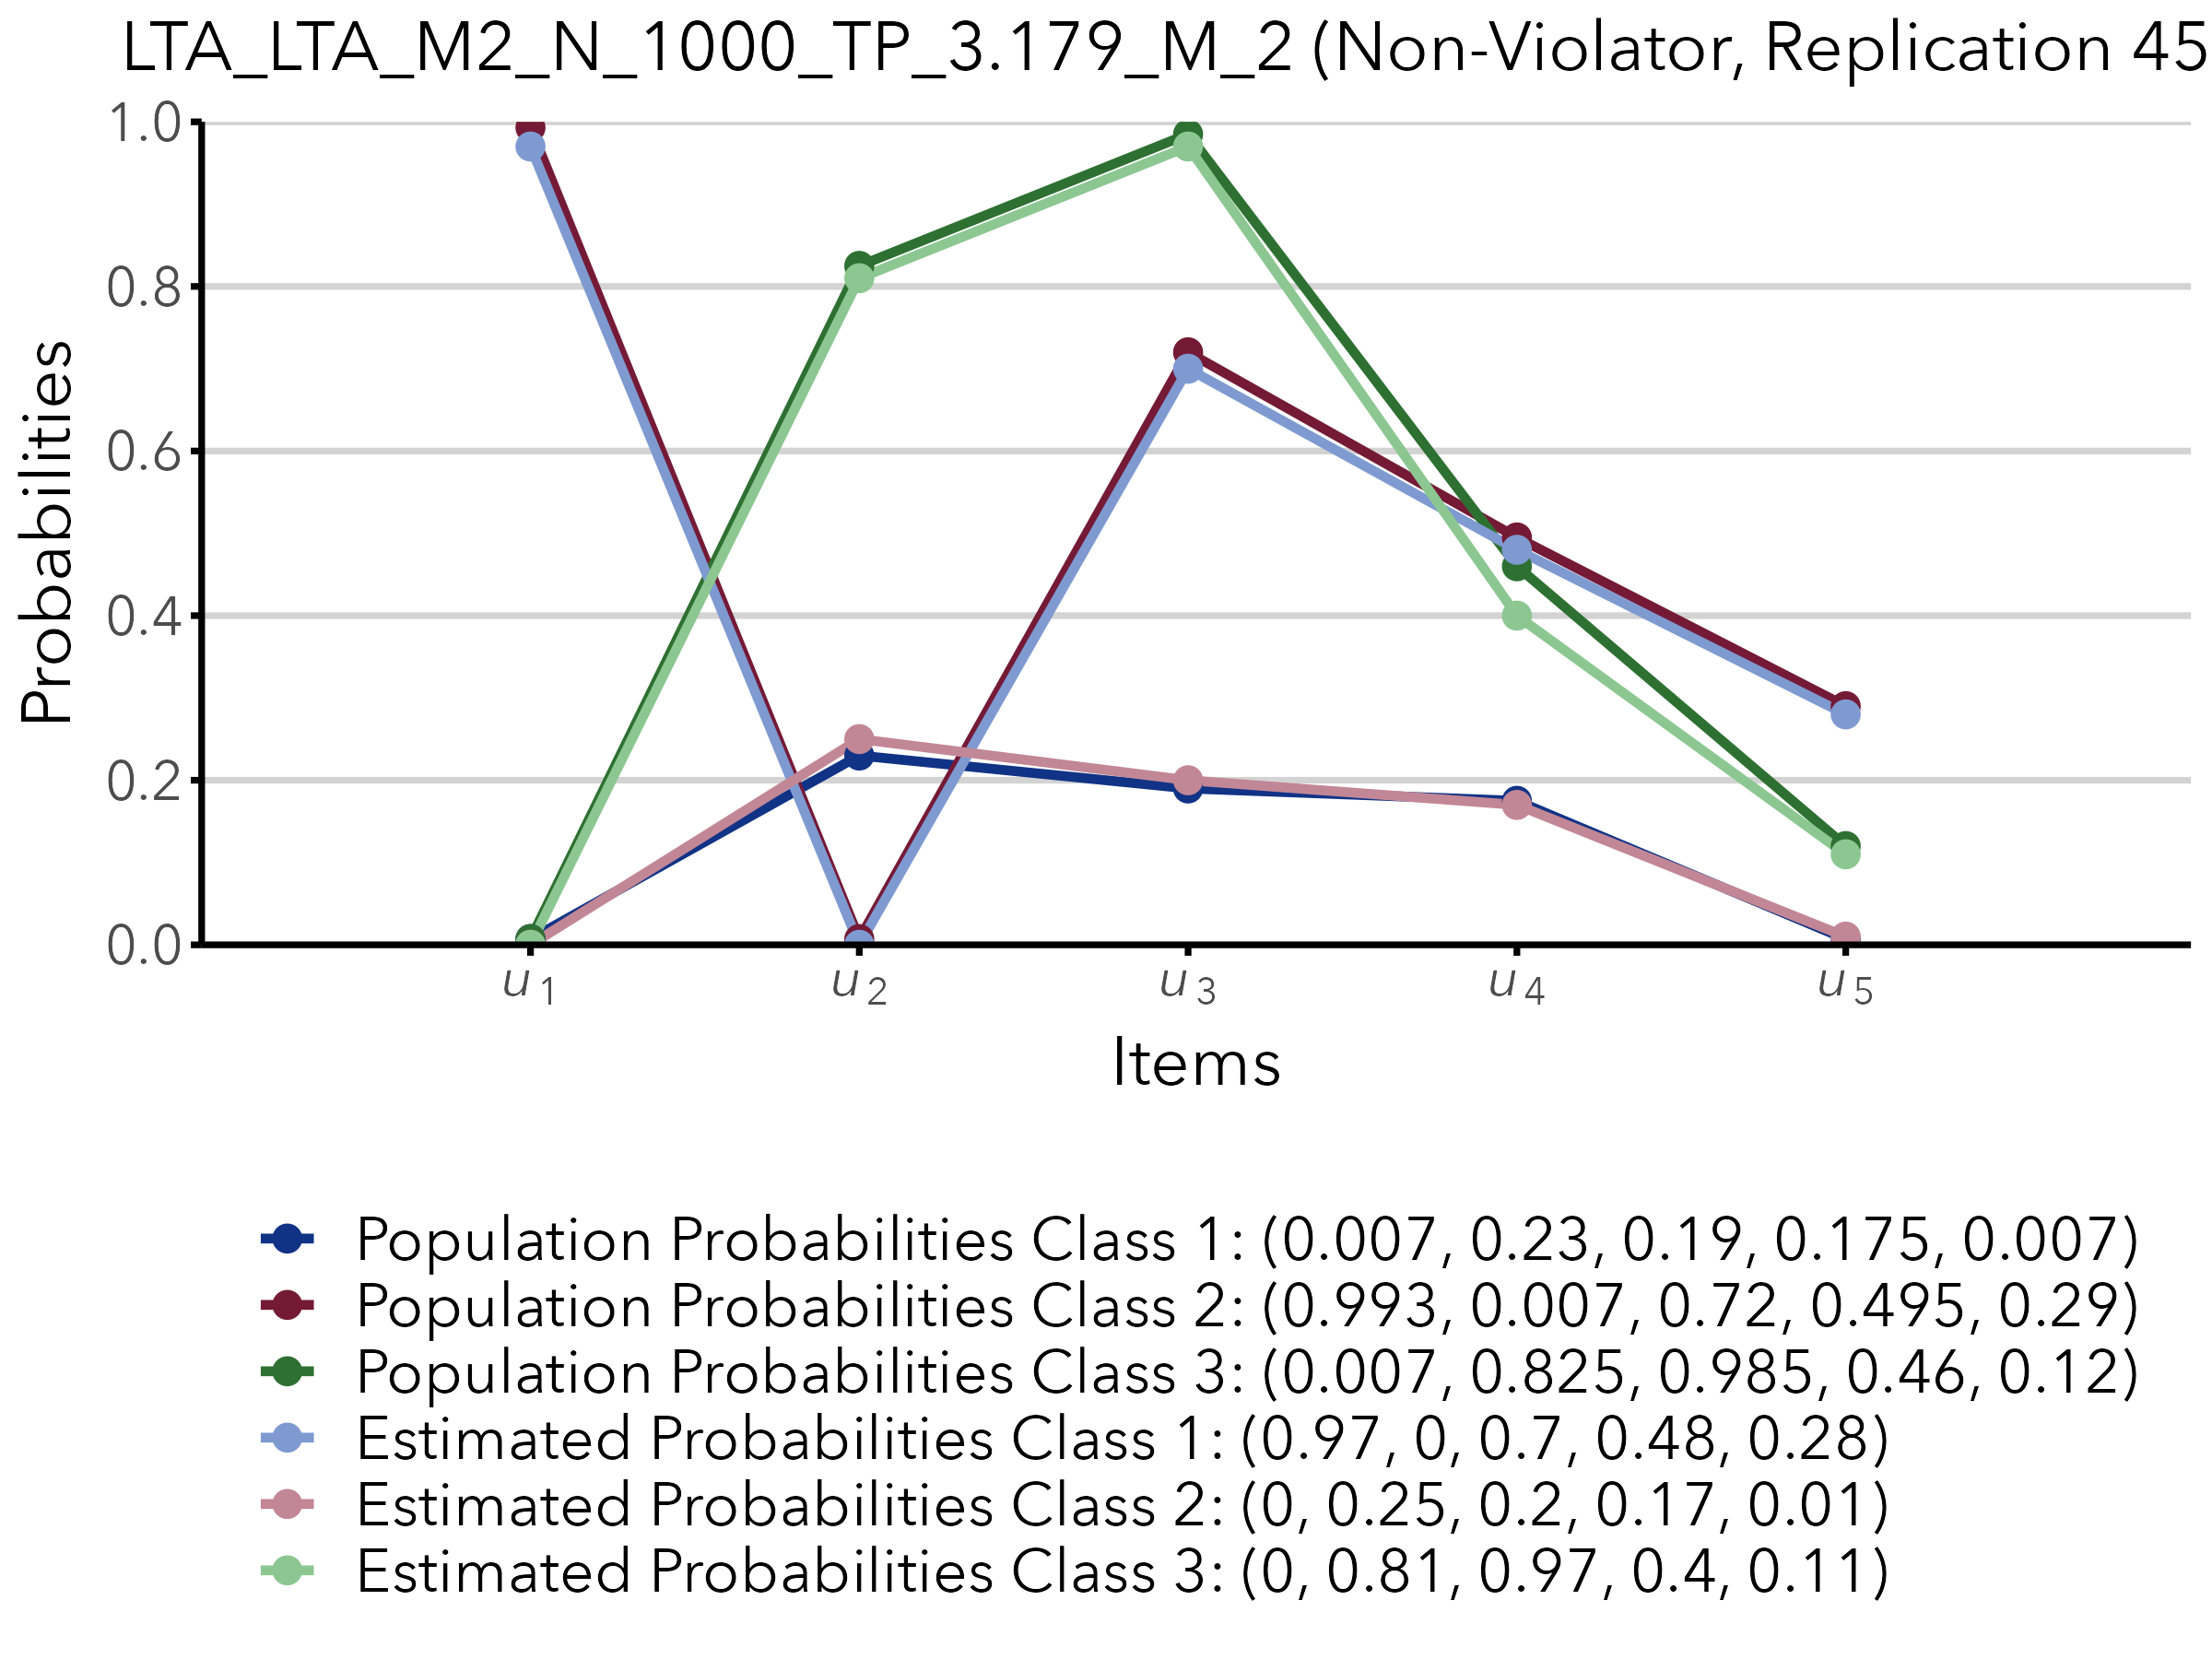 LTA_LTA_M2_N_1000_TP_3.179_M_2 (Non-Violator, Replication 45
1.0
0.8
0.6
0.4
0.2
0.0
Probabilities
u1 u2 u3 u4 u5
Items
Population Probabilities Class 1: (0.007, 0.23, 0.19, 0.175, 0.007)
Population Probabilities Class 2: (0.993, 0.007, 0.72, 0.495, 0.29)
Population Probabilities Class 3: (0.007, 0.825, 0.985, 0.46, 0.12)
Estimated Probabilities Class 1: (0.97, 0, 0.7, 0.48, 0.28)
Estimated Probabilities Class 2: (0, 0.25, 0.2, 0.17, 0.01)
Estimated Probabilities Class 3: (0, 0.81, 0.97, 0.4, 0.11)